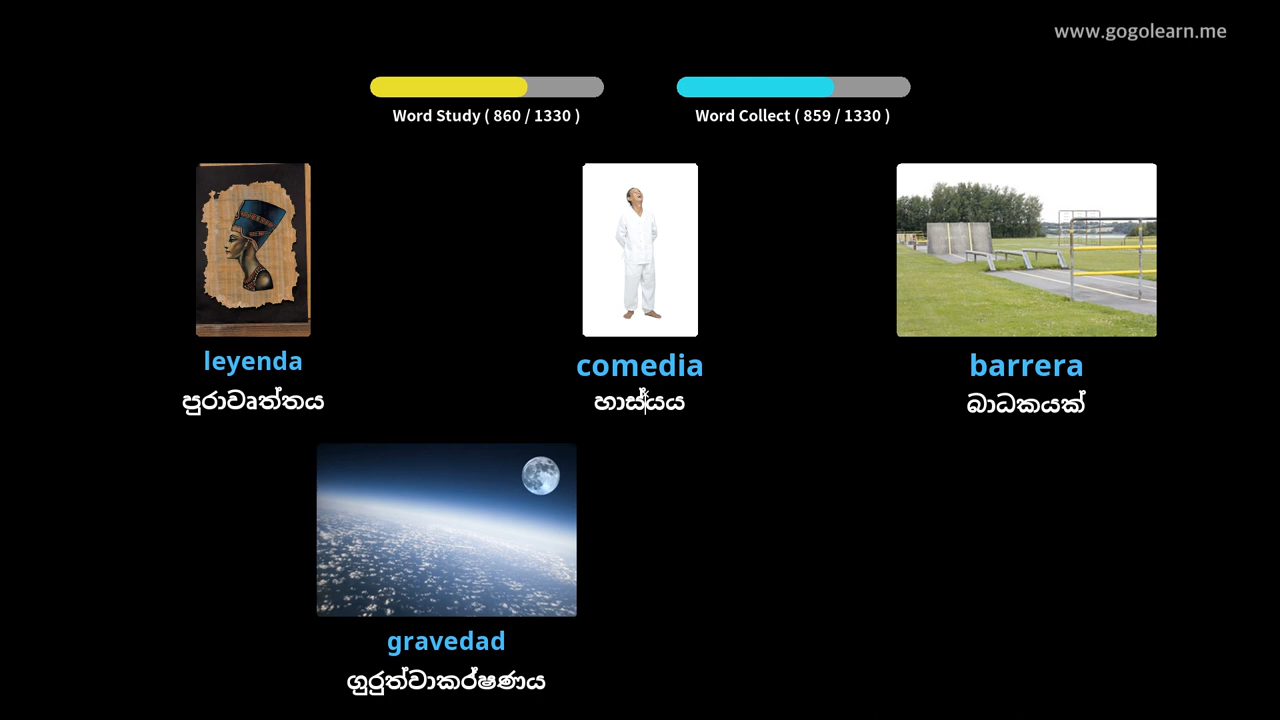 www.gogolearn.me
Word Study ( 860 / 1330 )
Word Collect ( 859 / 1330 )
leyenda
පුරාවෘත්තය
comedia
හාස්‍යය
barrera
බාධකයක්
gravedad
ගුරුත්වාකර්ෂණය